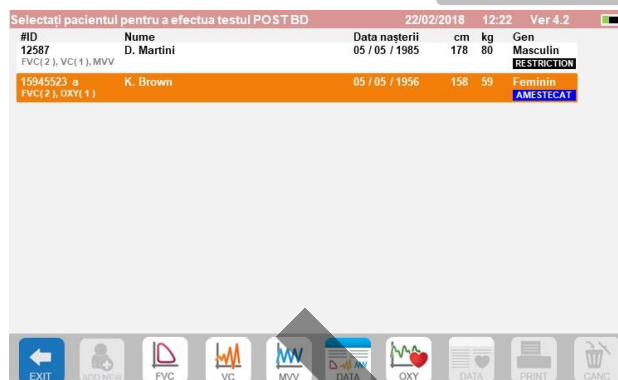 Selectați pacientul pentru a efectua testul POST BD 22/02/2018 12:22 Ver 4.2
#ID Nume Data nașterii cm kg Gen
12587 D. Martini 05 / 05 / 1985 178 80 Masculin
FVC( 2 ), VC( 1 ), MVV RESTRICTION
15945523 a K. Brown 05 / 05 / 1956 158 59 Feminin
FVC( 2 ), OXY( 1 ) AMESTECAT
EXIT ADD NEW FVC VC MVV DATA OXY DATA PRINT CANC